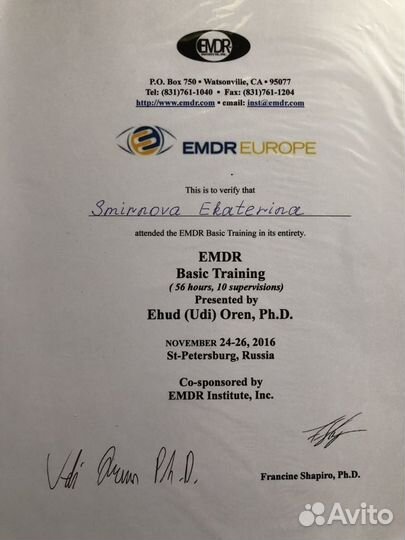 EMDR
P.O. Box 750 • Watsonville, CA • 95077
Tel: (831)761-1040 • Fax: (831)761-1204
http://www.emdr.com • email: inst@emdr.com
EMDR EUROPE
This is to verify that
Smirnova Ekaterina
attended the EMDR Basic Training in its entirety.
EMDR
Basic Training
( 56 hours, 10 supervisions)
Presented by
Ehud (Udi) Oren, Ph.D.
NOVEMBER 24-26, 2016
St-Petersburg, Russia
Co-sponsored by
EMDR Institute, Inc.
Udi Oren Ph.D.
Francine Shapiro, Ph.D.
Avito